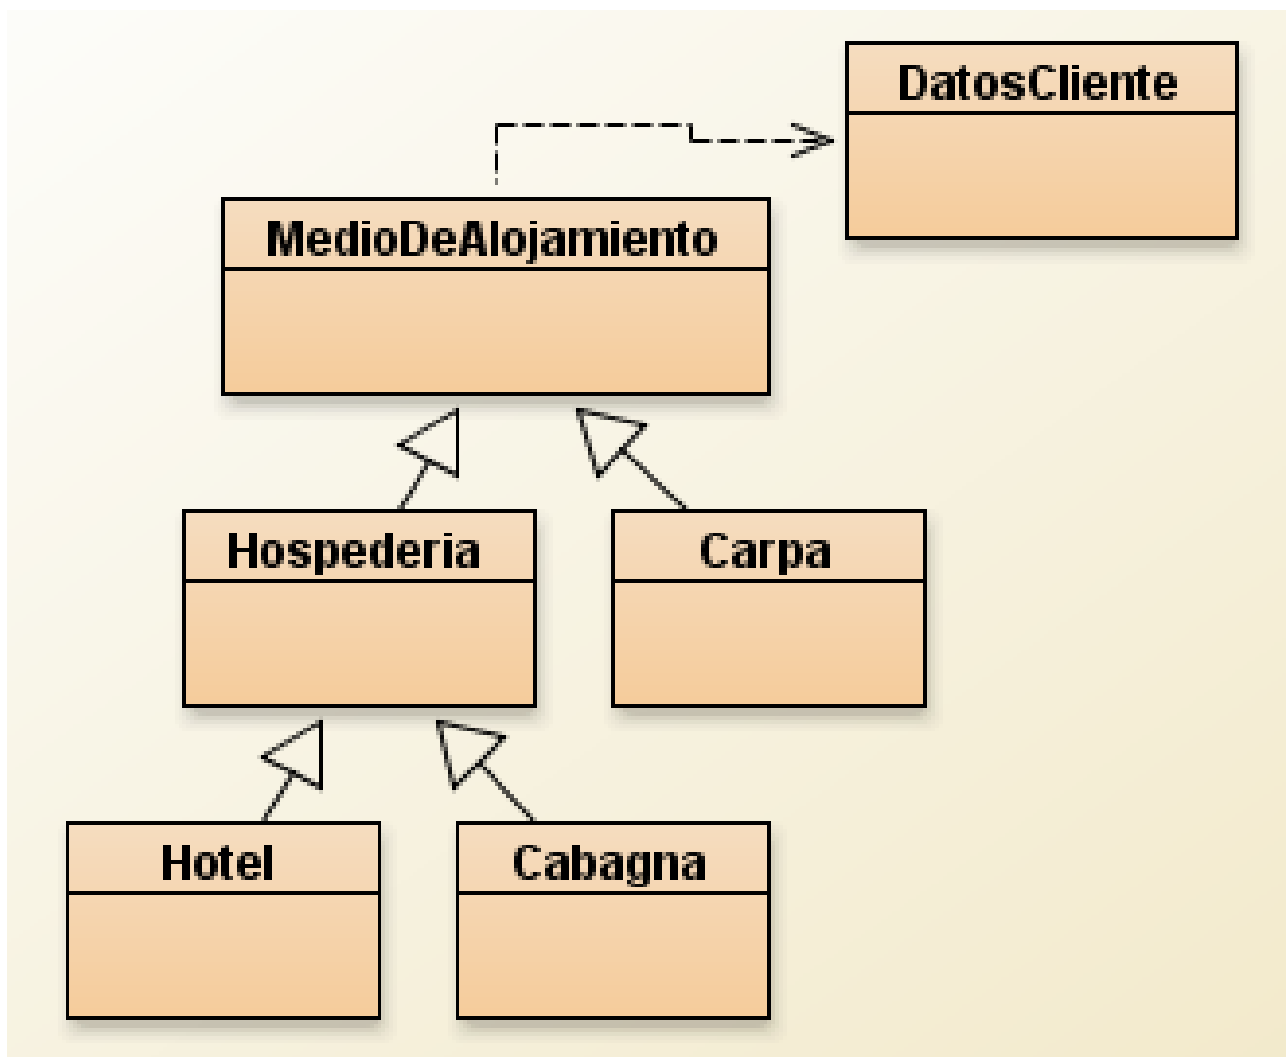 DatosCliente
MedioDeAlojamiento
Hospederia
Carpa
Hotel
Cabagna